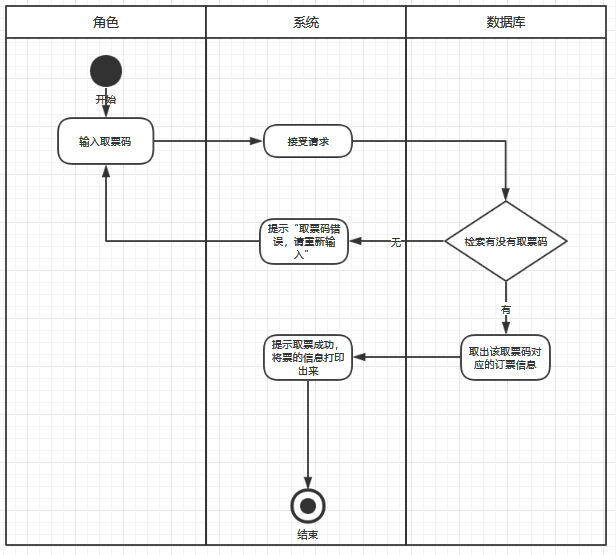 角色
系统
数据库
开始
输入取票码
接受请求
提示“取票码错
误，请重新输
入”
无
检索有没有取票码
有
提示取票成功，
将票的信息打印
出来
取出该取票码对
应的订票信息
结束